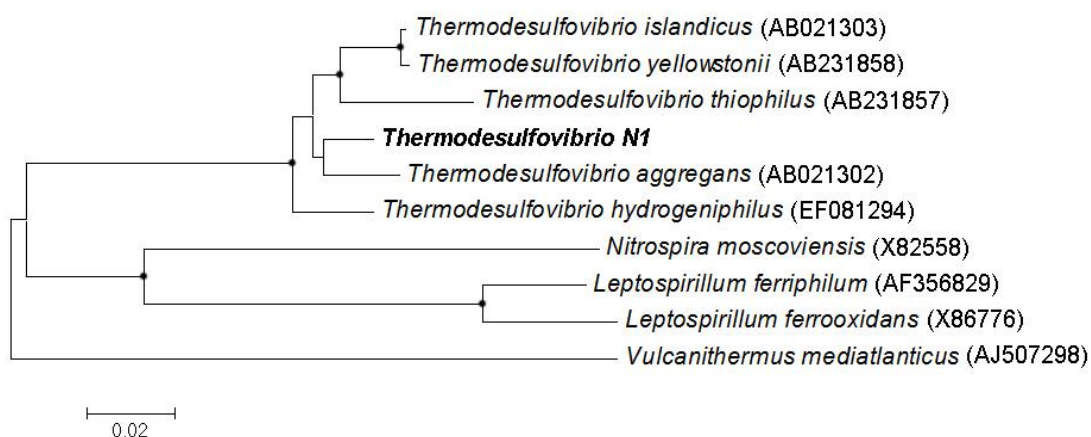 Thermodesulfovibrio islandicus (AB021303)
Thermodesulfovibrio yellowstonii (AB231858)
Thermodesulfovibrio thiophilus (AB231857)
Thermodesulfovibrio N1
Thermodesulfovibrio aggregans (AB021302)
Thermodesulfovibrio hydrogeniphilus (EF081294)
Nitrospira moscoviensis (X82558)
Leptospirillum ferriphilum (AF356829)
Leptospirillum ferrooxidans (X86776)
Vulcanithermus mediatlanticus (AJ507298)
0.02